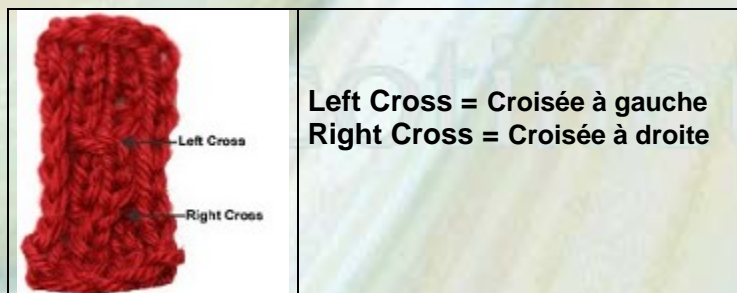 Left Cross
Right Cross
Left Cross = Croisée à gauche
Right Cross = Croisée à droite